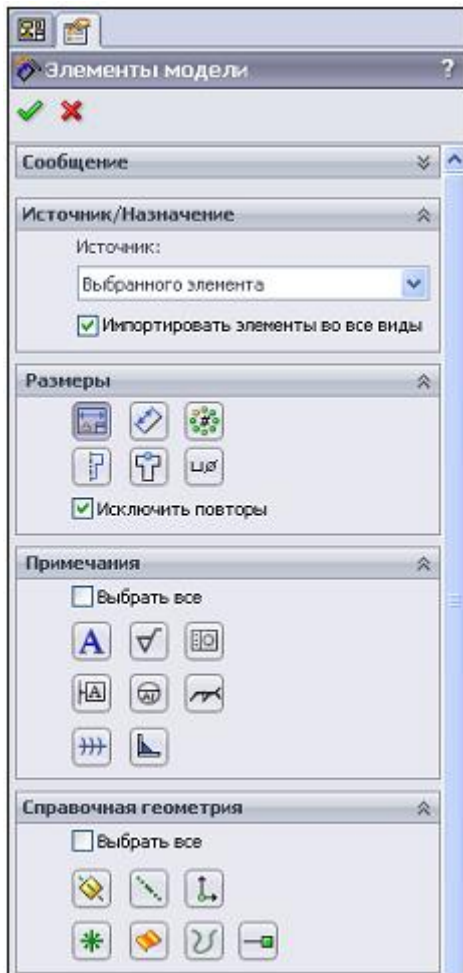 Элементы модели ?
Сообщение
Источник/Назначение
Источник:
Выбранного элемента
Импортировать элементы во все виды
Размеры
#
Исключить повторы
Примечания
Выбрать все
A
A A1
Справочная геометрия
Выбрать все